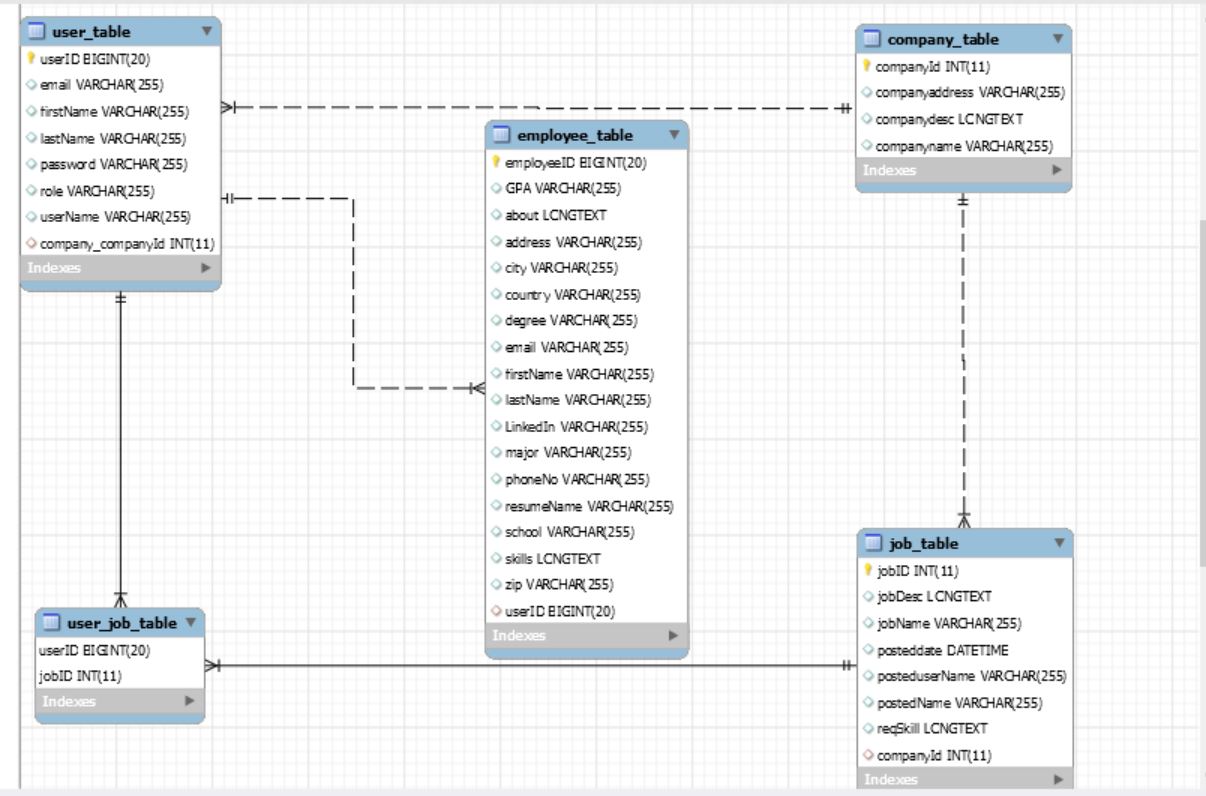 user_table
userID BIGINT(20)
email VARCHAR(255)
firstName VARCHAR(255)
lastName VARCHAR(255)
password VARCHAR(255)
role VARCHAR(255)
userName VARCHAR(255)
company_companyId INT(11)
Indexes
company_table
companyId INT(11)
companyaddress VARCHAR(255)
companydesc LONGTEXT
companyname VARCHAR(255)
Indexes
employee_table
employeeID BIGINT(20)
GPA VARCHAR(255)
about LONGTEXT
address VARCHAR(255)
city VARCHAR(255)
country VARCHAR(255)
degree VARCHAR(255)
email VARCHAR(255)
firstName VARCHAR(255)
lastName VARCHAR(255)
LinkedIn VARCHAR(255)
major VARCHAR(255)
phoneNo VARCHAR(255)
resumeName VARCHAR(255)
school VARCHAR(255)
skills LONGTEXT
zip VARCHAR(255)
userID BIGINT(20)
Indexes
user_job_table
userID BIGINT(20)
jobID INT(11)
Indexes
job_table
jobID INT(11)
jobDesc LONGTEXT
jobName VARCHAR(255)
posteddate DATETIME
posteduserName VARCHAR(255)
postedName VARCHAR(255)
reqSkill LONGTEXT
companyId INT(11)
Indexes